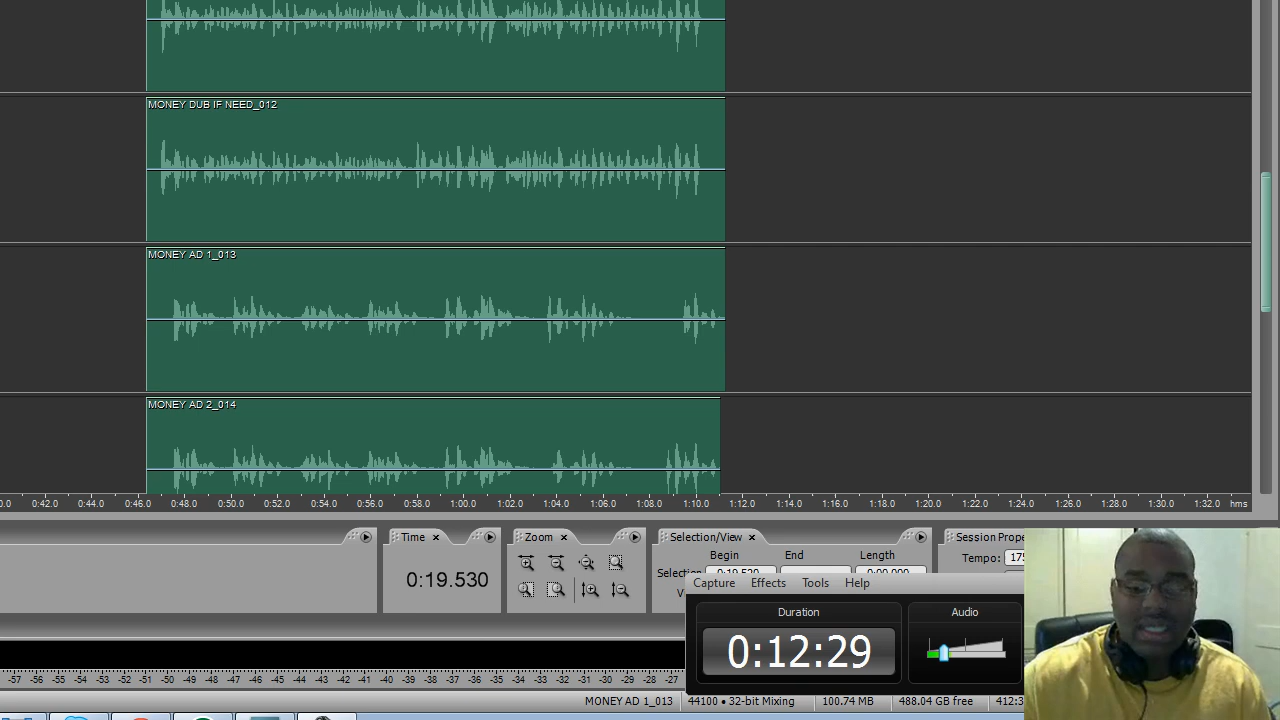 MONEY DUB IF NEED_012
MONEY AD 1_013
MONEY AD 2_014
0:42.0 0:44.0 0:46.0 0:48.0 0:50.0 0:52.0 0:54.0 0:56.0 0:58.0 1:00.0 1:02.0 1:04.0 1:06.0 1:08.0 1:10.0 1:12.0 1:14.0 1:16.0 1:18.0 1:20.0 1:22.0 1:24.0 1:26.0 1:28.0 1:30.0 1:32.0 hms
Time Zoom Selection/View
Begin End Length
Tempo:
0:19.530
Selection
Capture Effects Tools Help
Duration Audio
0:12:29
-57 -56 -55 -54 -53 -52 -51 -50 -49 -48 -47 -46 -45 -44 -43 -42 -41 -40 -39 -38 -37 -36 -35 -34 -33 -32 -31 -30 -29 -28 -27
MONEY AD 1_013 44100 • 32-bit Mixing 100.74 MB 488.04 GB free